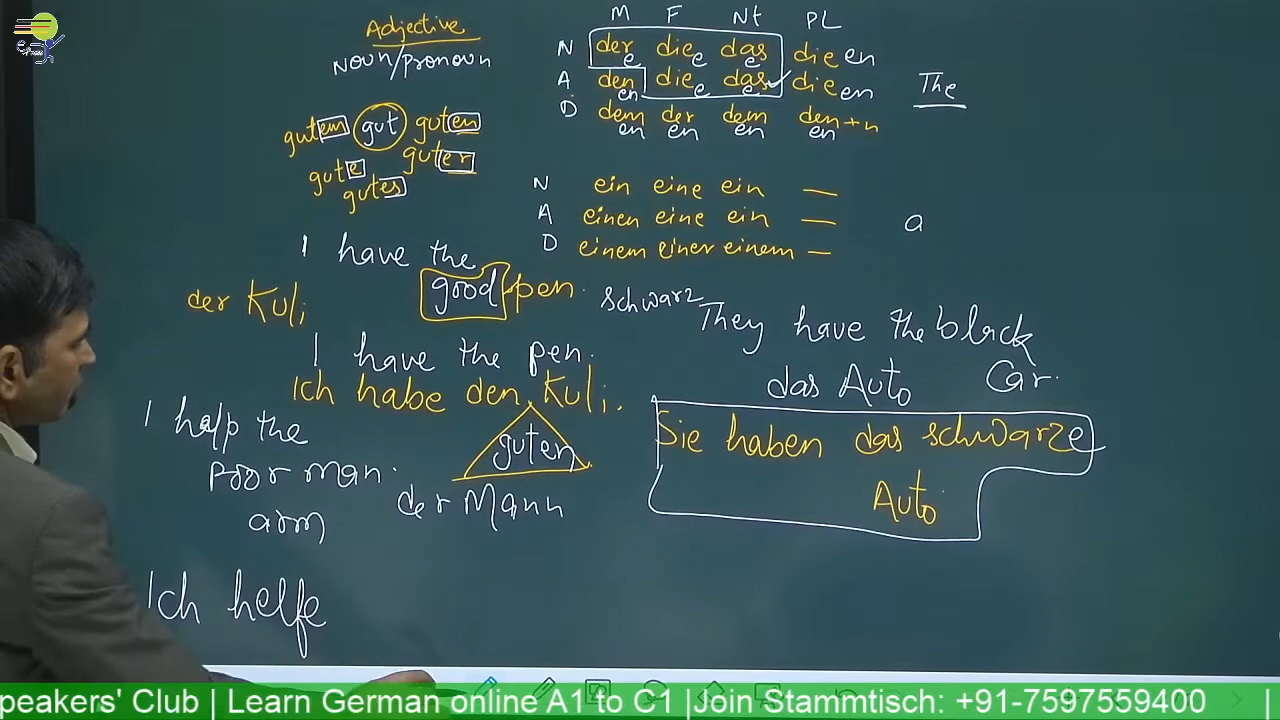 Adjective
Noun/pronoun
gutem gut guten
guter
gute
gutes
M F Nt PL
N der e die e das e die en
A den en die e das e die en
D dem en der en dem en den + n en
The
N ein eine ein —
A einen eine ein —
D einem einer einem —
a
I have the
good pen.
der Kuli
I have the pen.
Ich habe den Kuli.
guten
schwarz
They have the black
das Auto Car.
Sie haben das schwarze
Auto
I help the
poor man.
arm
der Mann
Ich helfe
peakers' Club | Learn German online A1 to C1 |Join Stammtisch: +91-7597559400 |